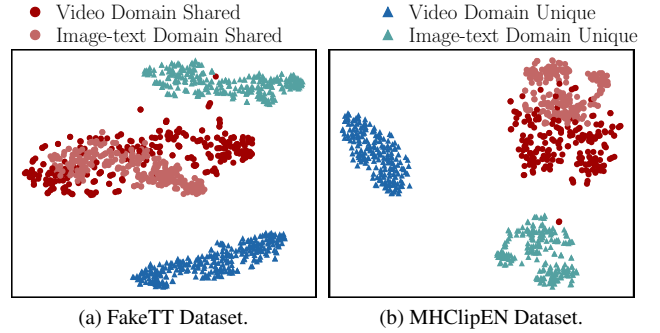 Video Domain Shared
Image-text Domain Shared
Video Domain Unique
Image-text Domain Unique
(a) FakeTT Dataset.
(b) MHClipEN Dataset.